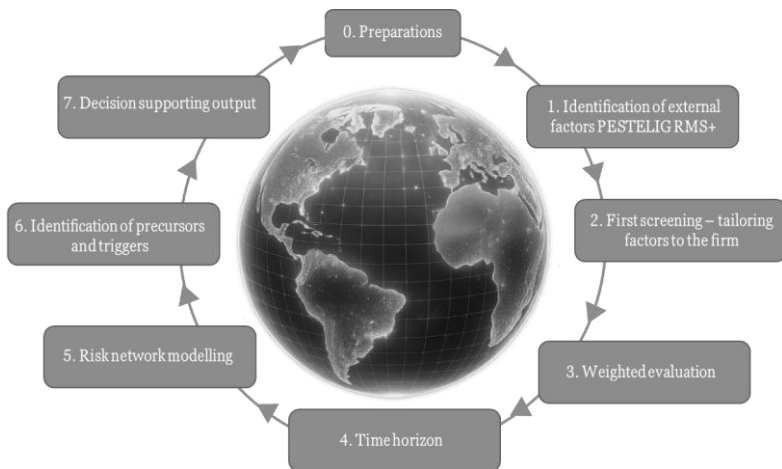 0. Preparations
1. Identification of external
factors PESTELIG RMS+
2. First screening – tailoring
factors to the firm
3. Weighted evaluation
4. Time horizon
5. Risk network modelling
6. Identification of precursors
and triggers
7. Decision supporting output